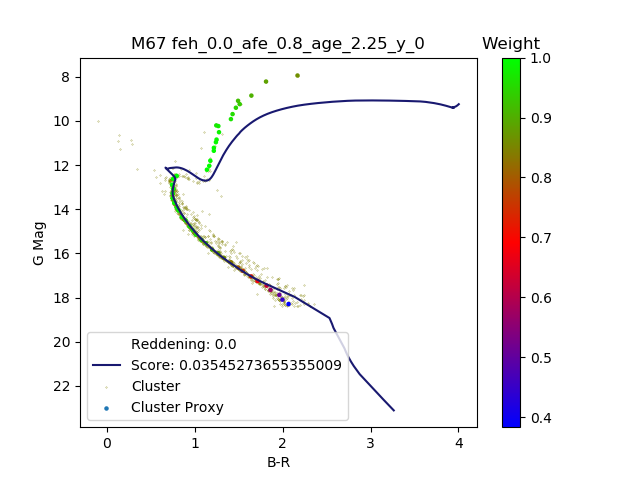 M67 feh_0.0_afe_0.8_age_2.25_y_0
Weight
8
10
12
14
16
18
20
22
G Mag
0
1
2
3
4
B-R
Reddening: 0.0
Score: 0.03545273655355009
Cluster
Cluster Proxy
1.0
0.9
0.8
0.7
0.6
0.5
0.4